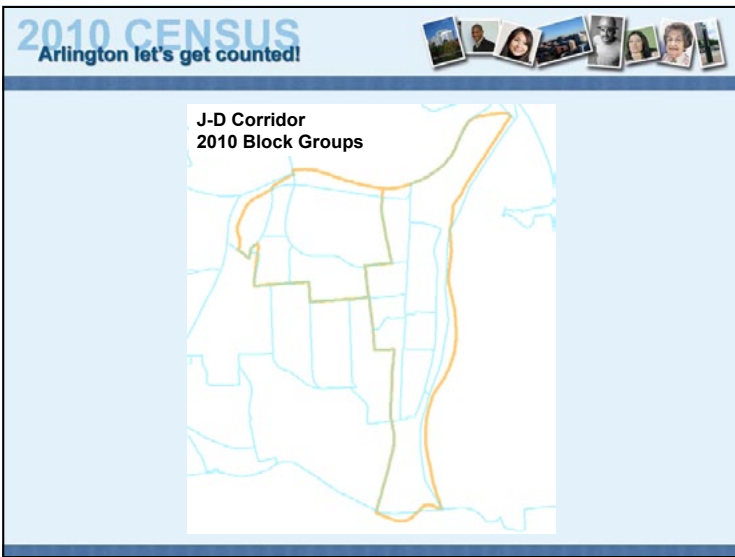 2010 CENSUS
Arlington let's get counted!
J-D Corridor
2010 Block Groups